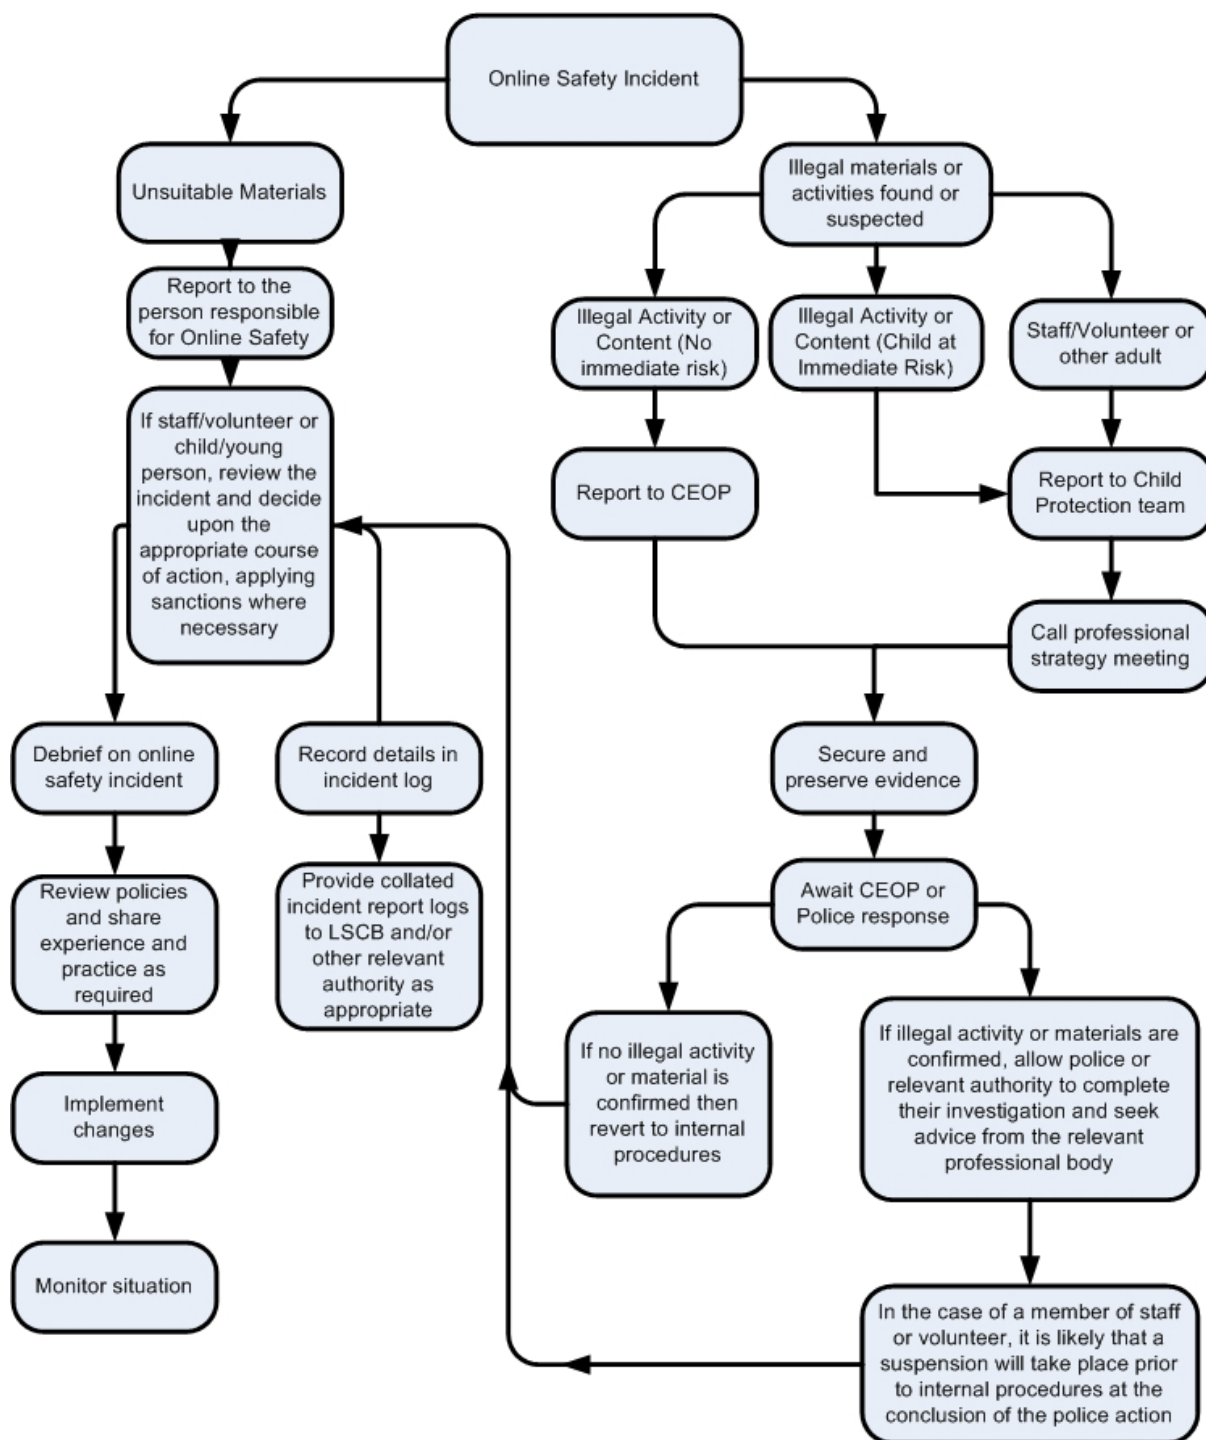 Online Safety Incident
Unsuitable Materials
Report to the
person responsible
for Online Safety
If staff/volunteer or
child/young
person, review the
incident and decide
upon the
appropriate course
of action, applying
sanctions where
necessary
Debrief on online
safety incident
Review policies
and share
experience and
practice as
required
Implement
changes
Monitor situation
Record details in
incident log
Provide collated
incident report logs
to LSCB and/or
other relevant
authority as
appropriate
Illegal materials or
activities found or
suspected
Illegal Activity or
Content (No
immediate risk)
Illegal Activity or
Content (Child at
Immediate Risk)
Staff/Volunteer or
other adult
Report to CEOP
Report to Child
Protection team
Call professional
strategy meeting
Secure and
preserve evidence
Await CEOP or
Police response
If no illegal activity
or material is
confirmed then
revert to internal
procedures
If illegal activity or materials are
confirmed, allow police or
relevant authority to complete
their investigation and seek
advice from the relevant
professional body
In the case of a member of staff
or volunteer, it is likely that a
suspension will take place prior
to internal procedures at the
conclusion of the police action